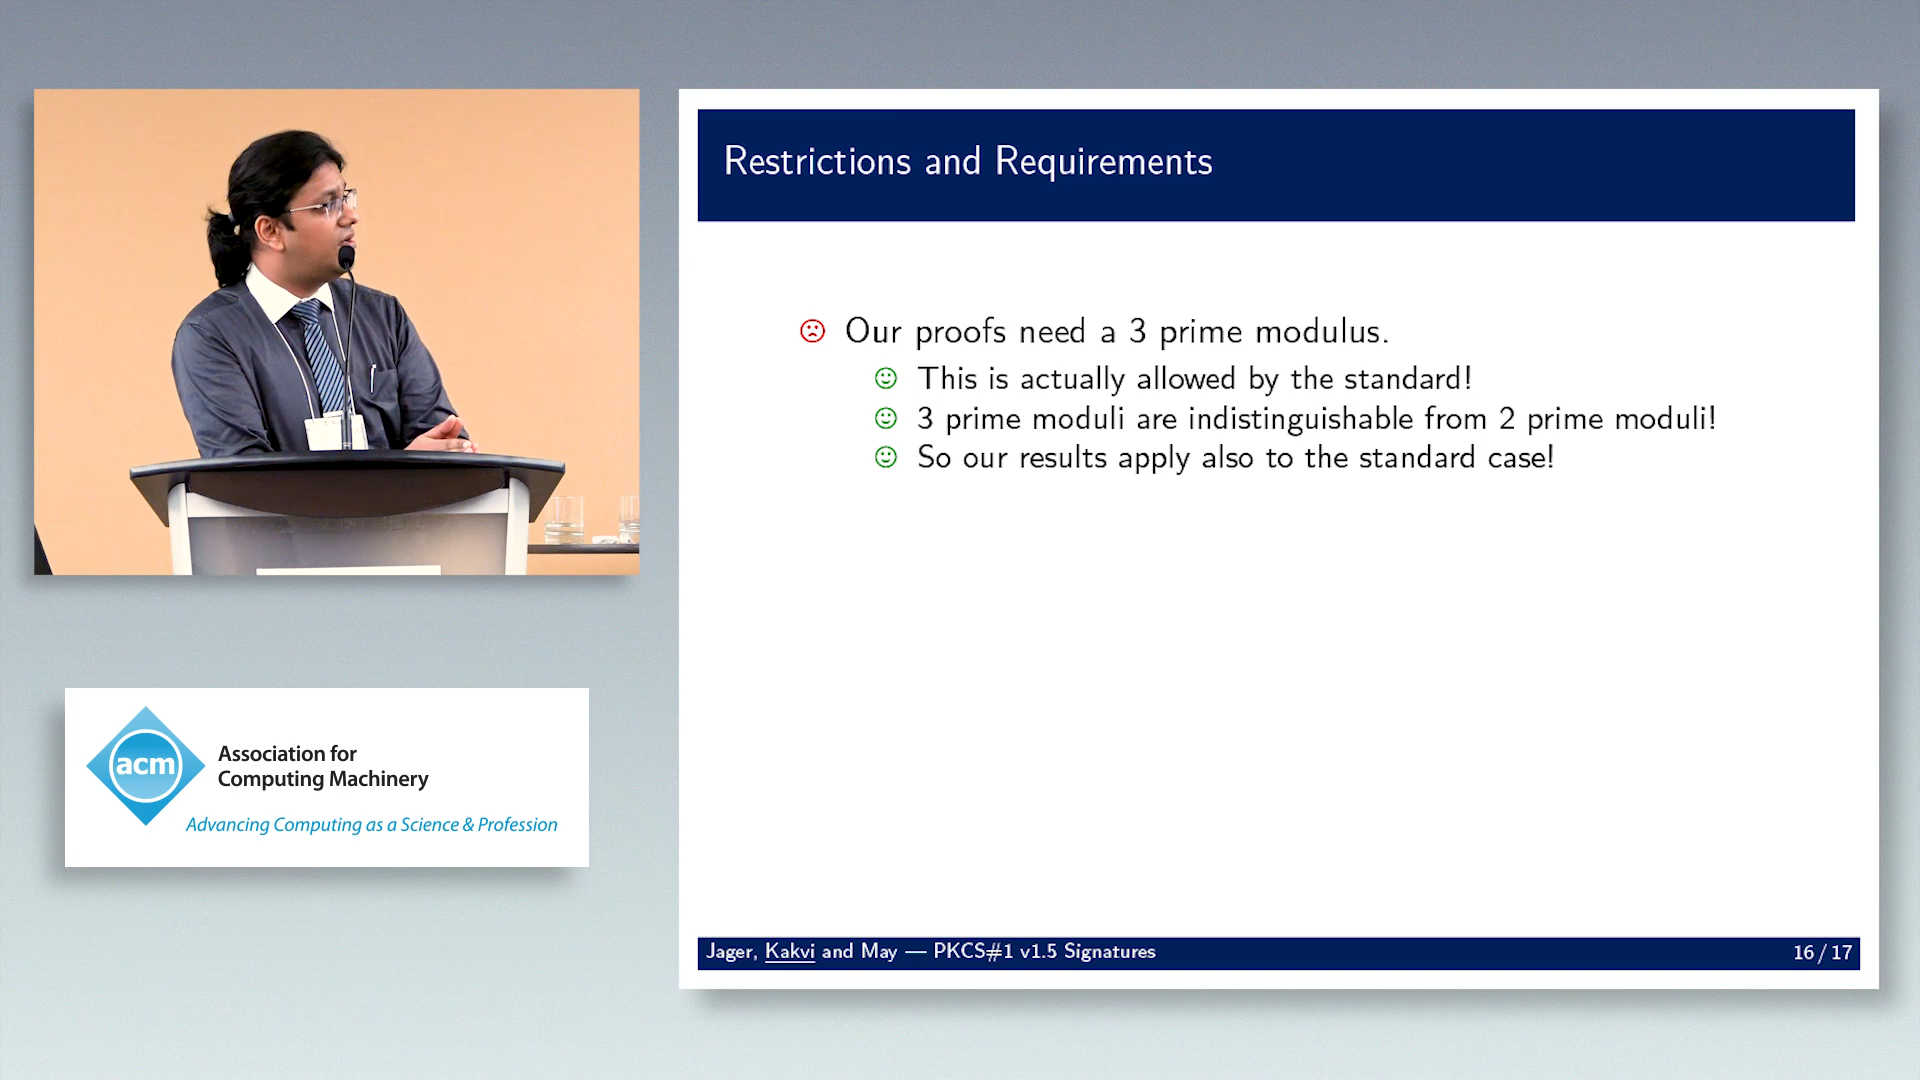 Restrictions and Requirements
Our proofs need a 3 prime modulus.
This is actually allowed by the standard!
3 prime moduli are indistinguishable from 2 prime moduli!
So our results apply also to the standard case!
Jager, Kakvi and May — PKCS#1 v1.5 Signatures
16 / 17
acm
Association for
Computing Machinery
Advancing Computing as a Science & Profession